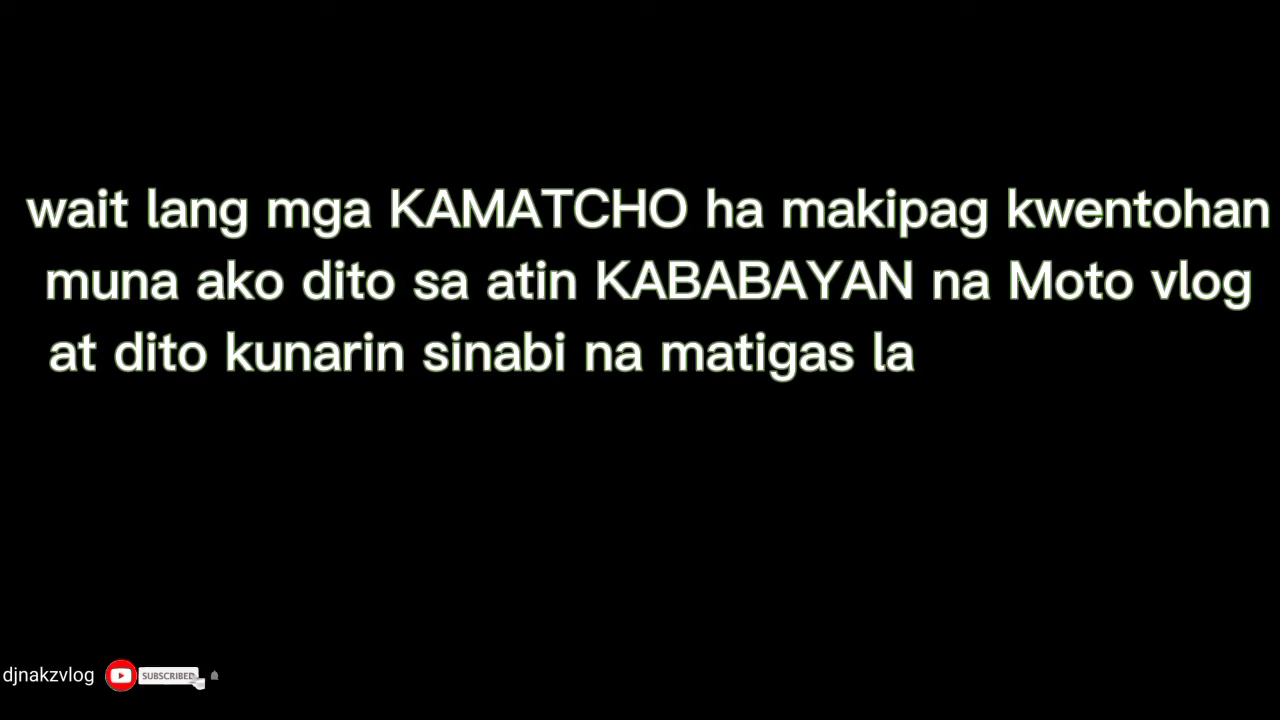 wait lang mga KAMATCHO ha makipag kwentohan
muna ako dito sa atin KABABAYAN na Moto vlog
at dito kunarin sinabi na matigas la
djnakzvlog SUBSCRIBED